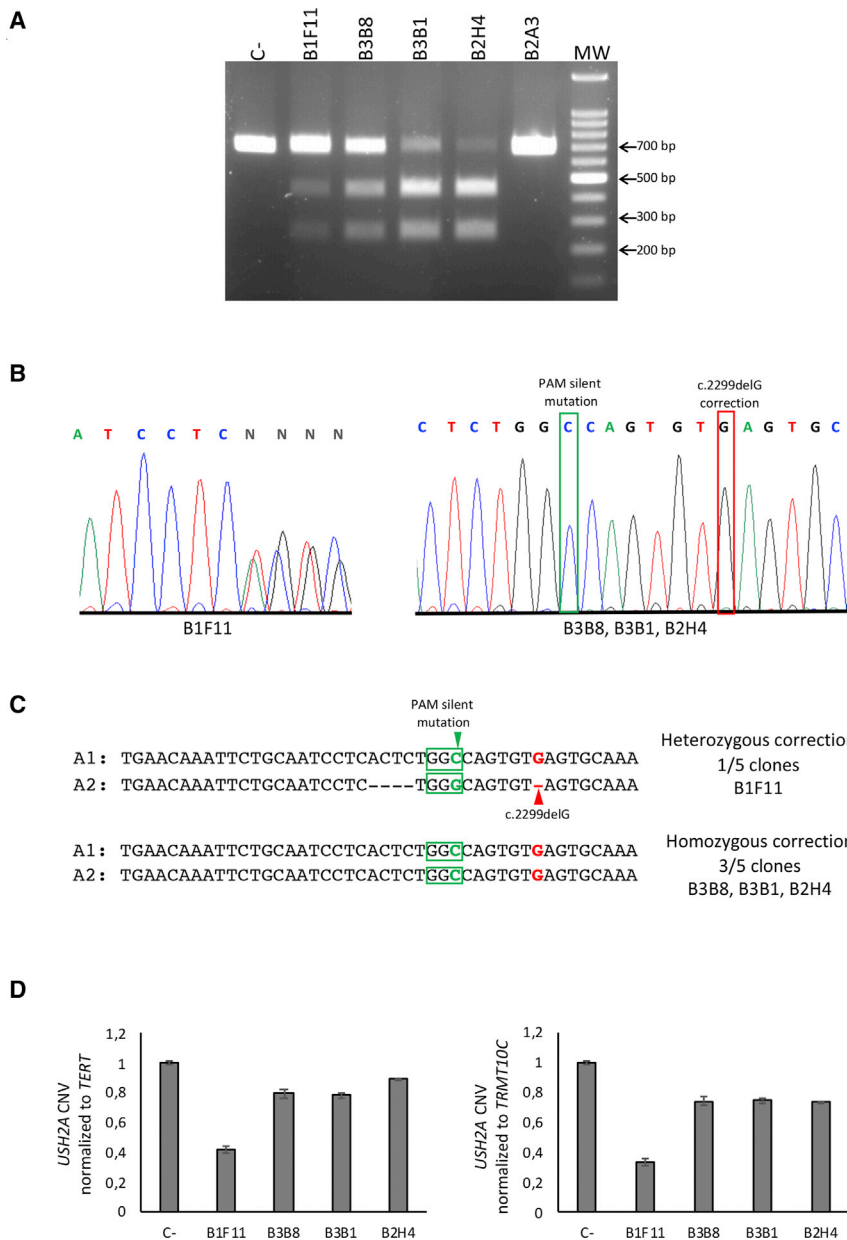 A
C-
B1F11
B3B8
B3B1
B2H4
B2A3
MW
700 bp
500 bp
300 bp
200 bp
B
PAM silent
mutation
c.2299delG
correction
A T C C T C N N N N
C T C T G G C C A G T G T G A G T G C
B1F11
B3B8, B3B1, B2H4
C
PAM silent
mutation
A1: TGAACAAATTCTGCAATCCTCACTCTGGCCAGTGTGAGTGCAAA
A2: TGAACAAATTCTGCAATCCTC----TGGGCAGTGT-AGTGCAAA
c.2299delG
Heterozygous correction
1/5 clones
B1F11
A1: TGAACAAATTCTGCAATCCTCACTCTGGCCAGTGTGAGTGCAAA
A2: TGAACAAATTCTGCAATCCTCACTCTGGCCAGTGTGAGTGCAAA
Homozygous correction
3/5 clones
B3B8, B3B1, B2H4
D
USH2A CNV
normalized to TERT
1,2
1
0,8
0,6
0,4
0,2
0
C- B1F11 B3B8 B3B1 B2H4
USH2A CNV
normalized to TRMT10C
1,2
1
0,8
0,6
0,4
0,2
0
C- B1F11 B3B8 B3B1 B2H4